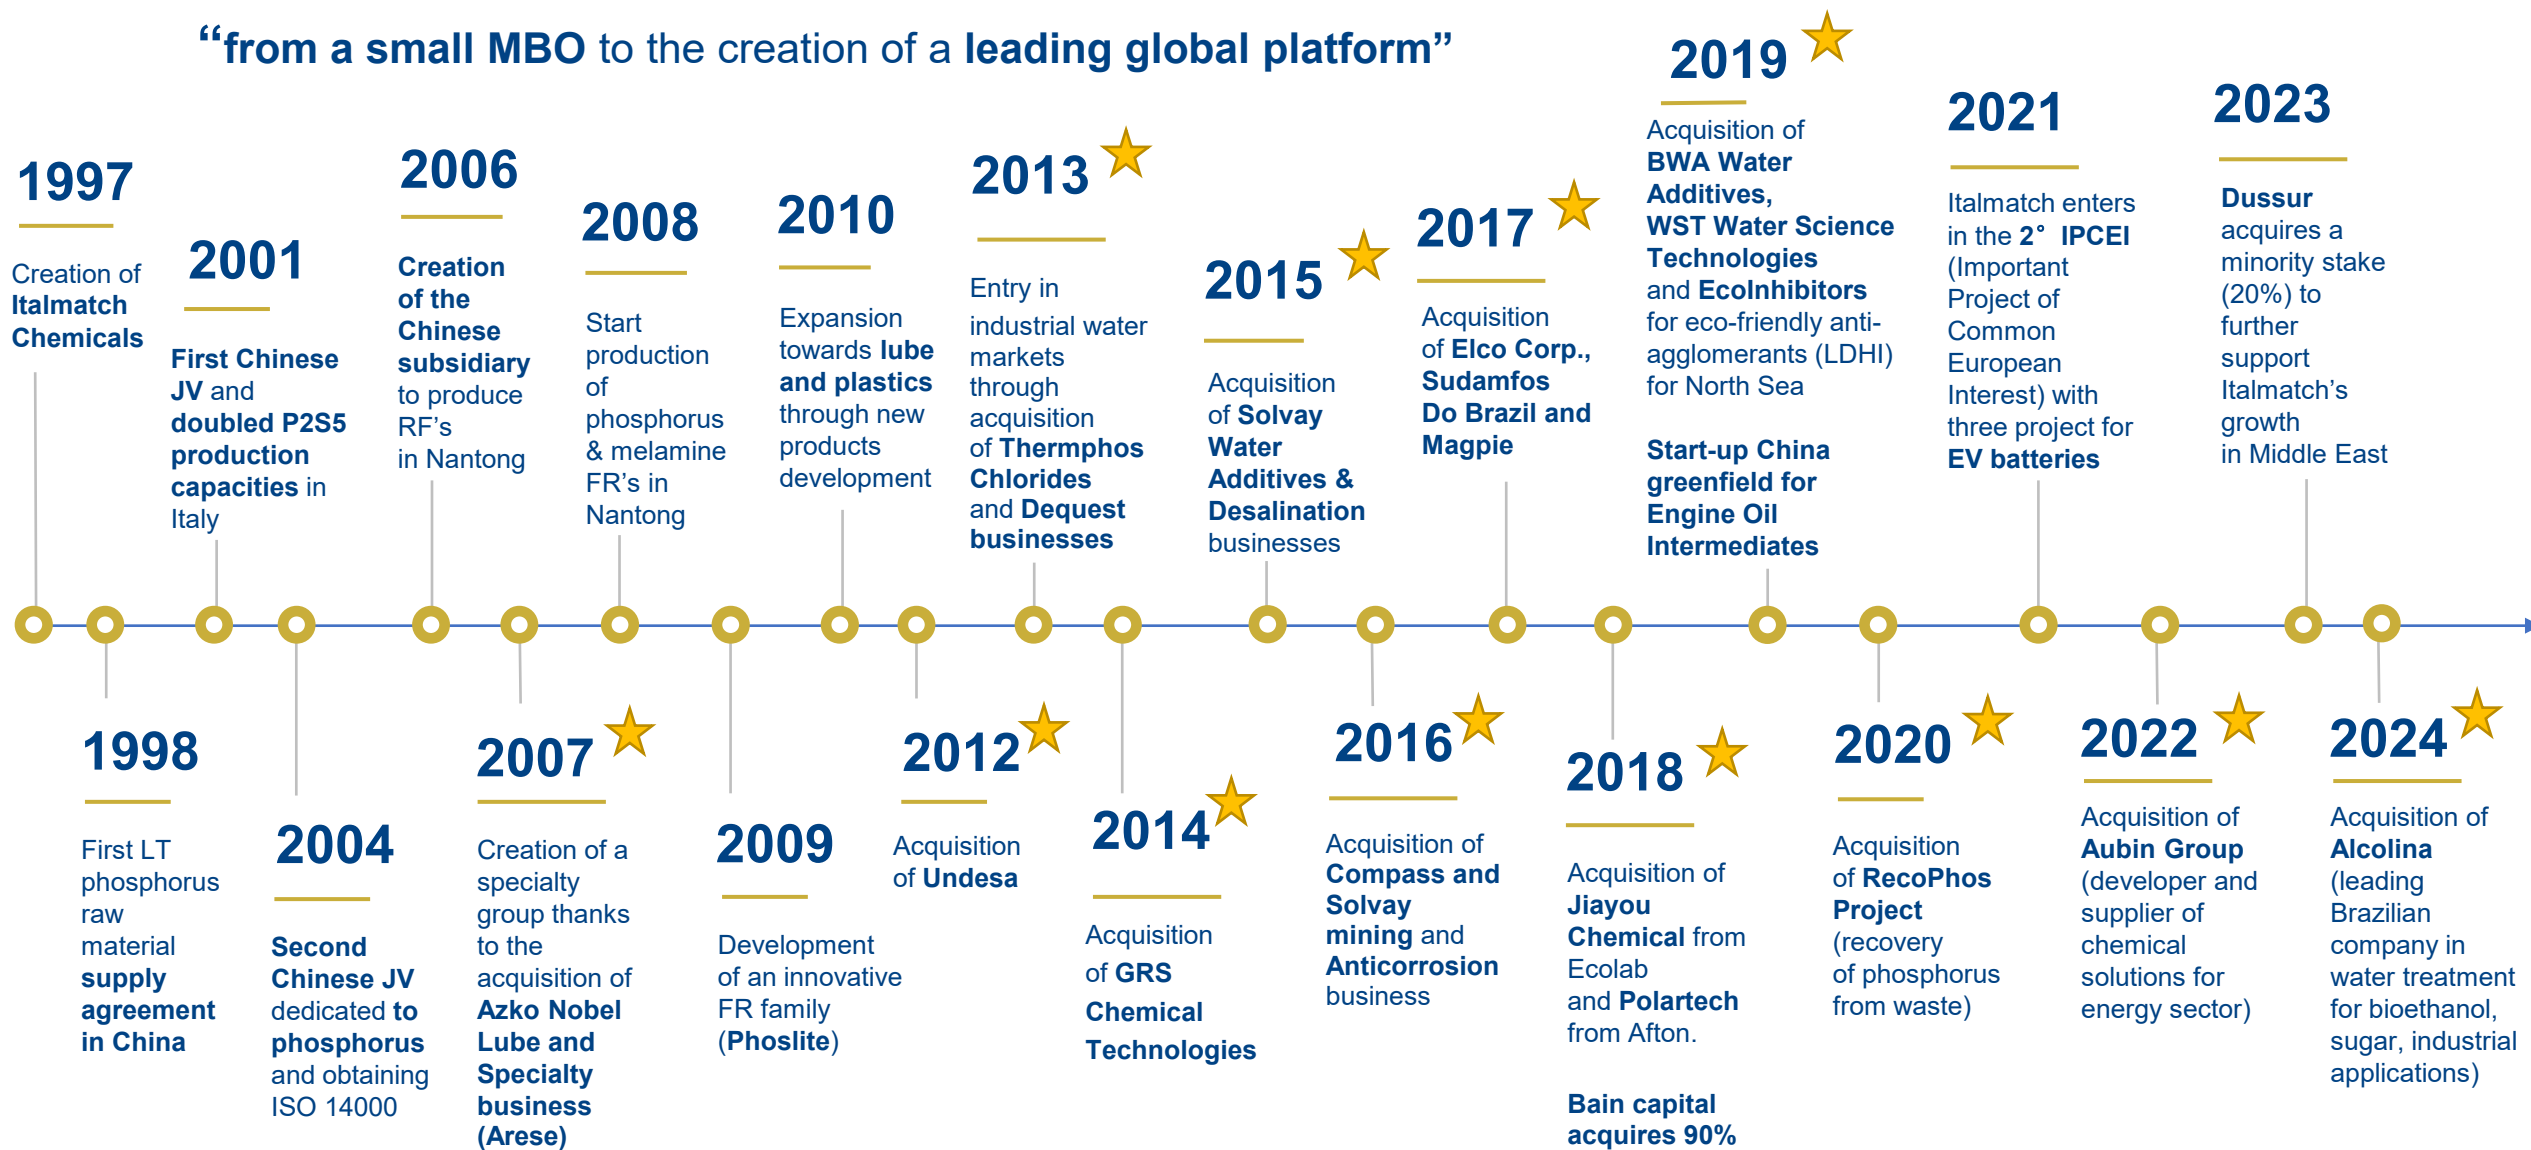 “from a small MBO to the creation of a leading global platform”
1997
Creation of
Italmatch
Chemicals
2001
First Chinese
JV and
doubled P2S5
production
capacities in
Italy
2006
Creation
of the
Chinese
subsidiary
to produce
RF’s
in Nantong
2008
Start
production
of
phosphorus
& melamine
FR’s in
Nantong
2010
Expansion
towards lube
and plastics
through new
products
development
2013
Entry in
industrial water
markets
through
acquisition
of Thermphos
Chlorides
and Dequest
businesses
2015
Acquisition
of Solvay
Water
Additives &
Desalination
businesses
2017
Acquisition
of Elco Corp.,
Sudamfos
Do Brazil and
Magpie
2019
Acquisition of
BWA Water
Additives,
WST Water Science
Technologies
and EcoInhibitors
for eco-friendly anti-
agglomerants (LDHI)
for North Sea
Start-up China
greenfield for
Engine Oil
Intermediates
2021
Italmatch enters
in the 2° IPCEI
(Important
Project of
Common
European
Interest) with
three project for
EV batteries
2023
Dussur
acquires a
minority stake
(20%) to
further
support
Italmatch’s
growth
in Middle East
1998
First LT
phosphorus
raw
material
supply
agreement
in China
2004
Second
Chinese JV
dedicated to
phosphorus
and obtaining
ISO 14000
2007
Creation of a
specialty
group thanks
to the
acquisition of
Azko Nobel
Lube and
Specialty
business
(Arese)
2009
Development
of an innovative
FR family
(Phoslite)
2012
Acquisition
of Undesa
2014
Acquisition
of GRS
Chemical
Technologies
2016
Acquisition of
Compass and
Solvay
mining and
Anticorrosion
business
2018
Acquisition of
Jiayou
Chemical from
Ecolab
and Polartech
from Afton.
Bain capital
acquires 90%
2020
Acquisition
of RecoPhos
Project
(recovery
of phosphorus
from waste)
2022
Acquisition of
Aubin Group
(developer and
supplier of
chemical
solutions for
energy sector)
2024
Acquisition of
Alcolina
(leading
Brazilian
company in
water treatment
for bioethanol,
sugar, industrial
applications)